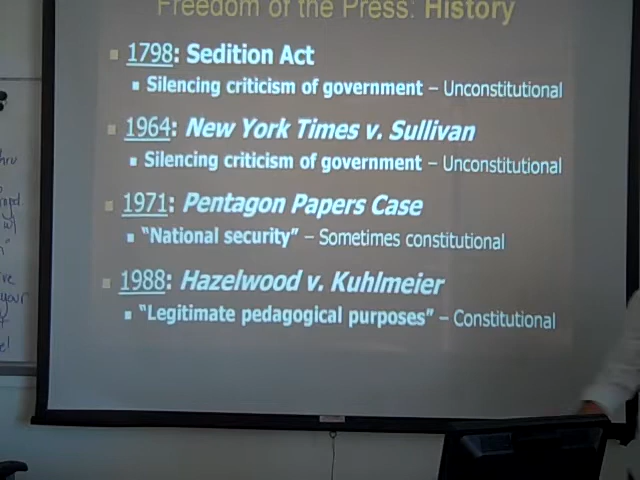 Freedom of the Press: History
1798: Sedition Act
Silencing criticism of government – Unconstitutional
1964: New York Times v. Sullivan
Silencing criticism of government – Unconstitutional
1971: Pentagon Papers Case
“National security” – Sometimes constitutional
1988: Hazelwood v. Kuhlmeier
“Legitimate pedagogical purposes” – Constitutional
your